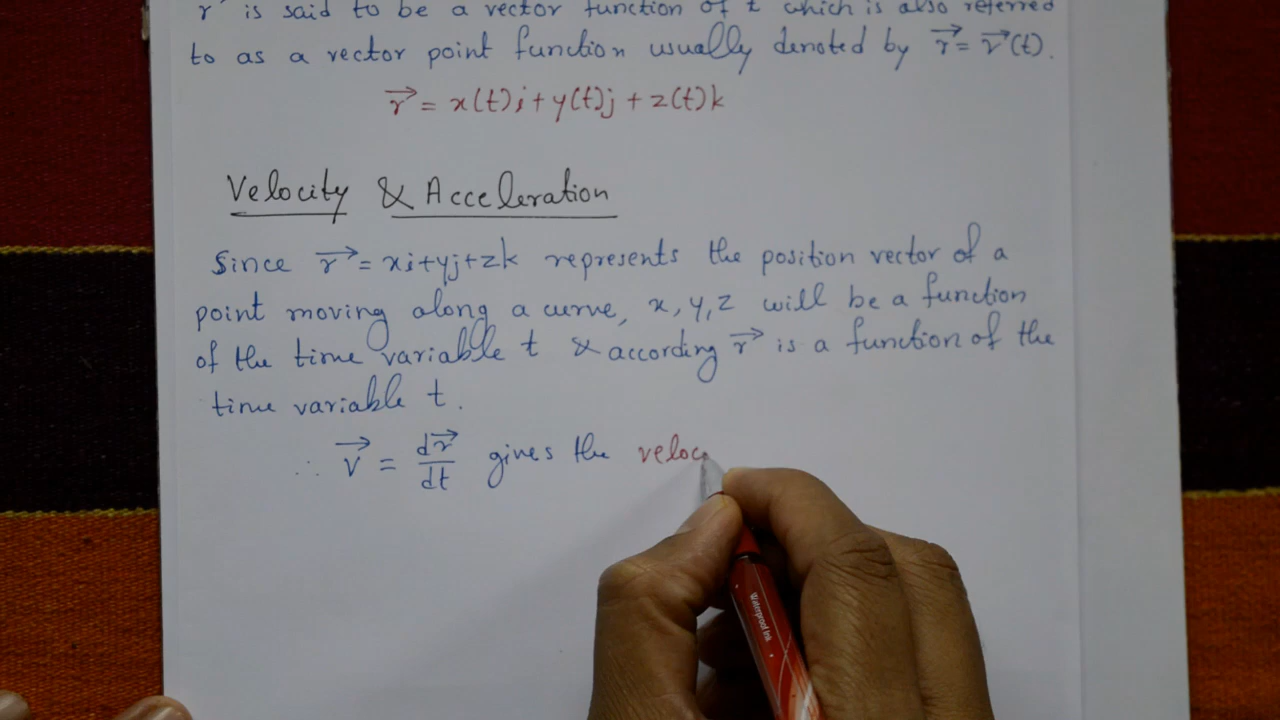 r is said to be a vector function of t which is also referred
to as a vector point function usually denoted by r⃗ = r⃗(t).
r⃗ = x(t)i + y(t)j + z(t)k
Velocity & Acceleration
Since r⃗ = xi+yj+zk represents the position vector of a
point moving along a curve, x, y, z will be a function
of the time variable t & according r⃗ is a function of the
time variable t.
∴ v⃗ = dr⃗/dt gives the veloc
Waterproof Ink